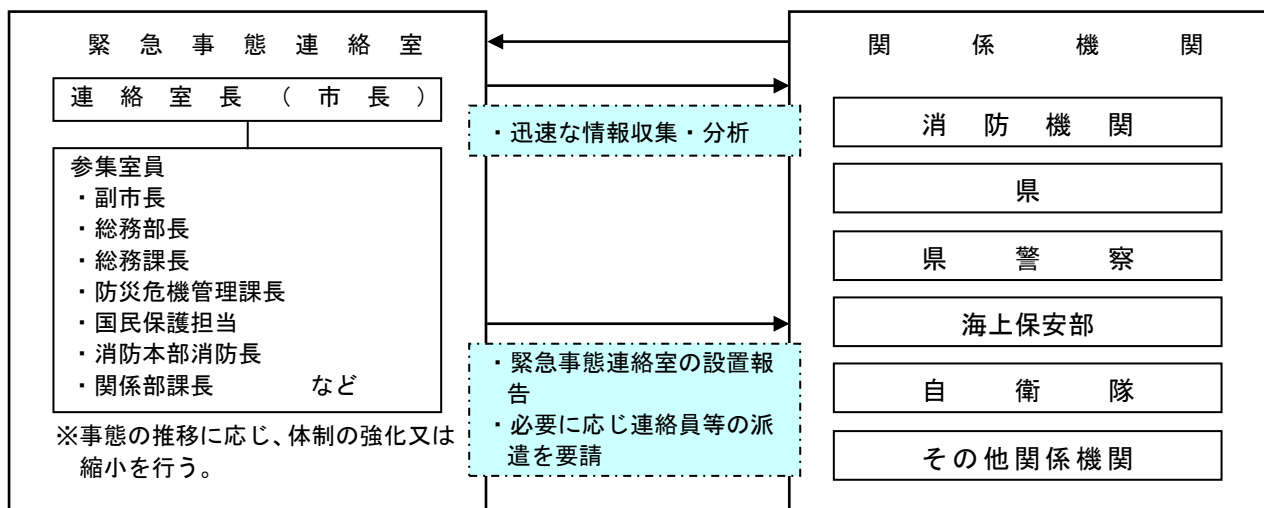 緊急事態連絡室
連絡室長(市長)
参集室員
・副市長
・総務部長
・総務課長
・防災危機管理課長
・国民保護担当
・消防本部消防長
・関係部課長 など
※事態の推移に応じ、体制の強化又は
縮小を行う。
・迅速な情報収集・分析
・緊急事態連絡室の設置報
告
・必要に応じ連絡員等の派
遣を要請
関係機関
消防機関
県
県警察
海上保安部
自衛隊
その他関係機関